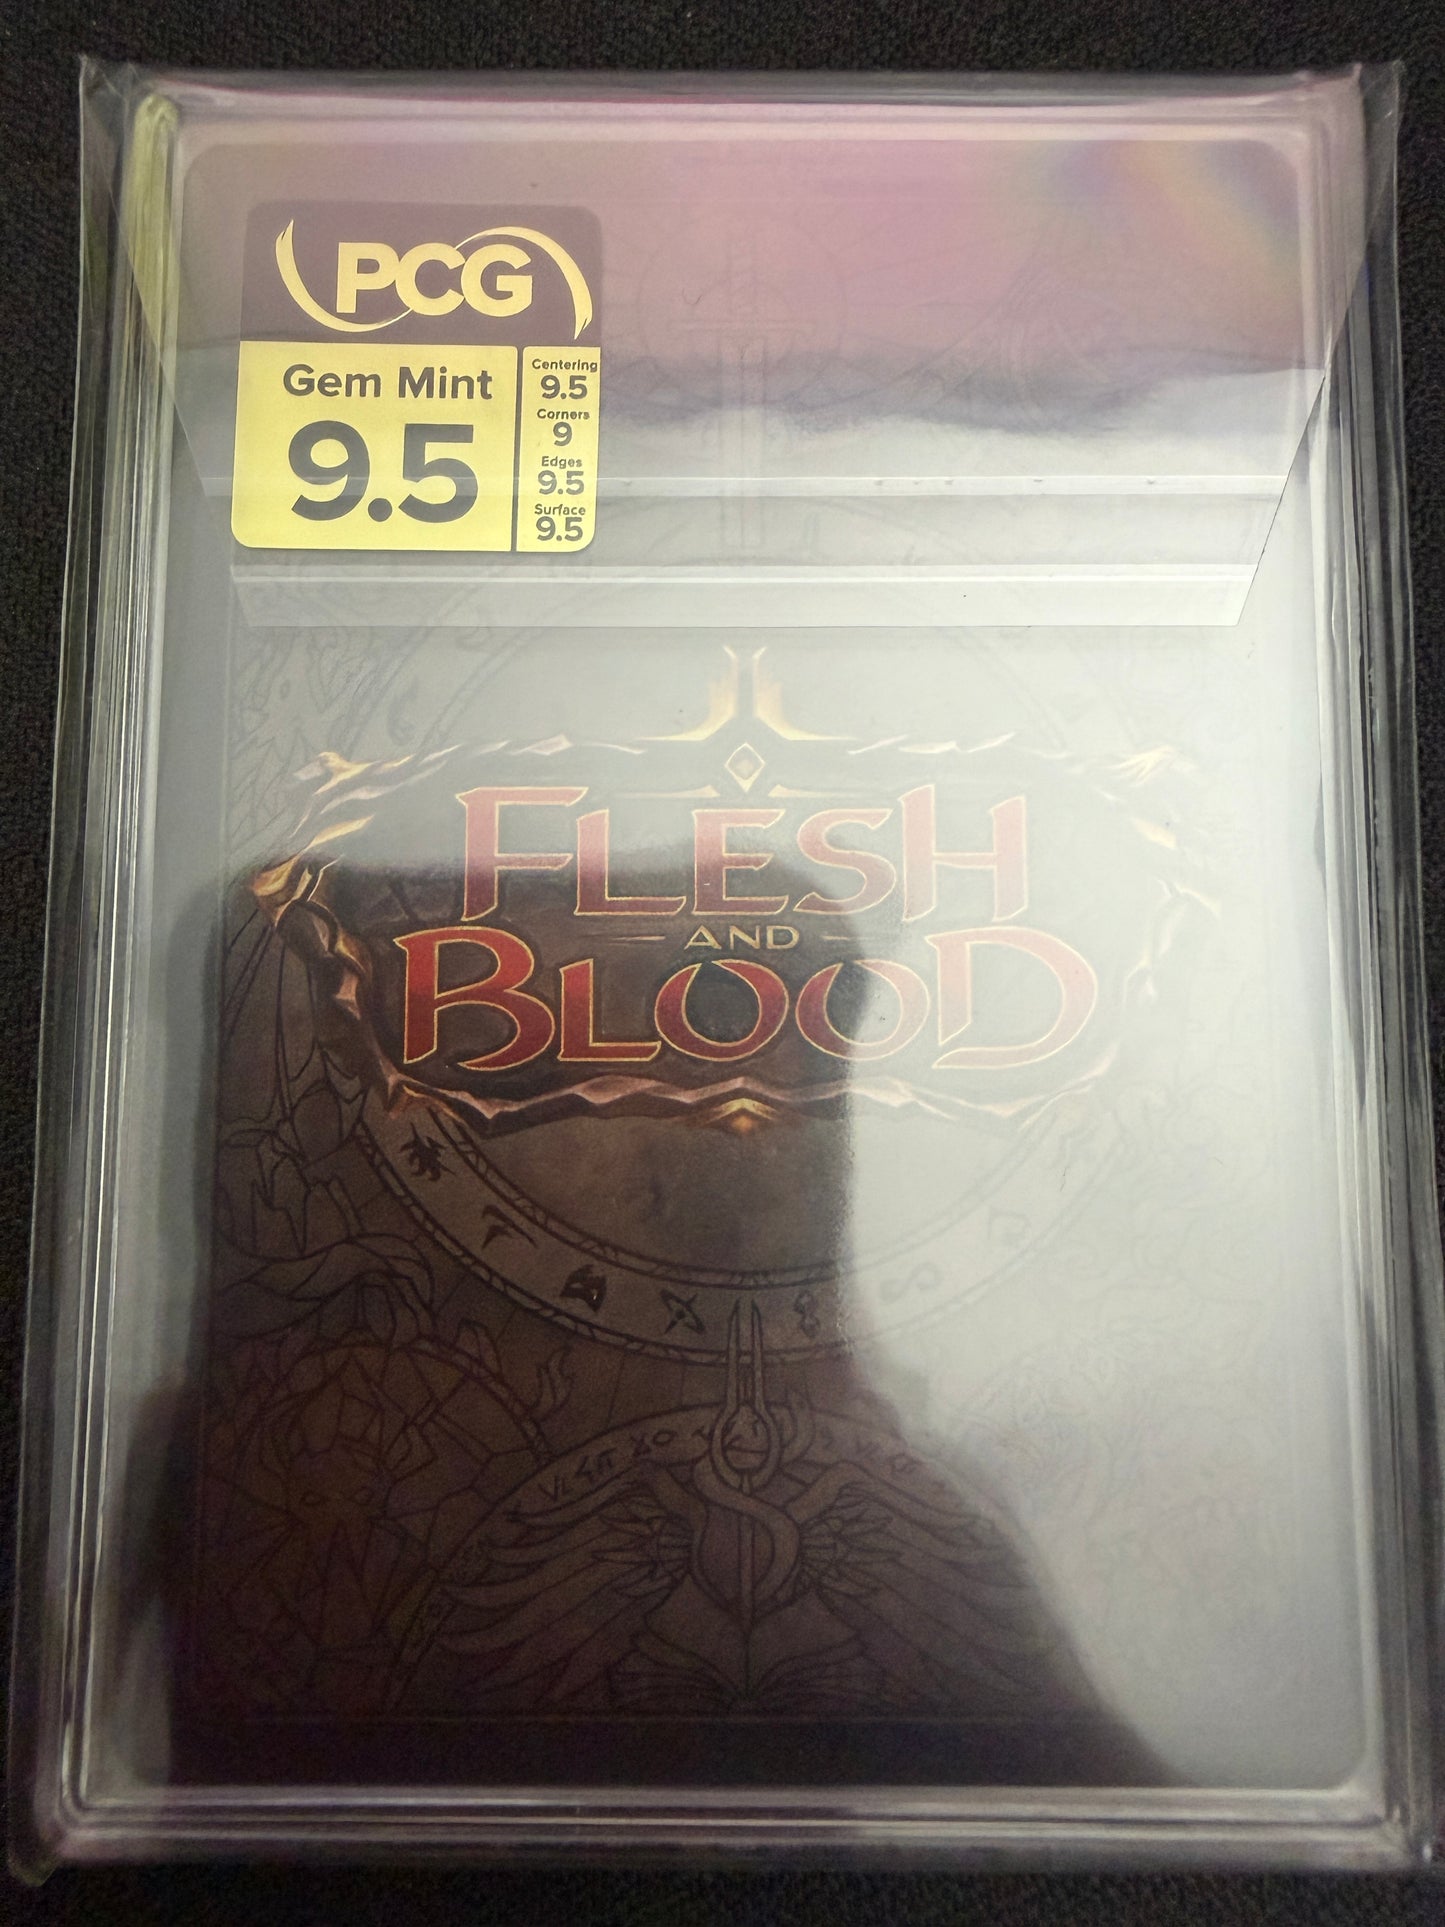 PCG
Gem Mint
9.5
Centering
9.5
Corners
9
Edges
9.5
Surface
9.5
FLESH
AND
BLOOD